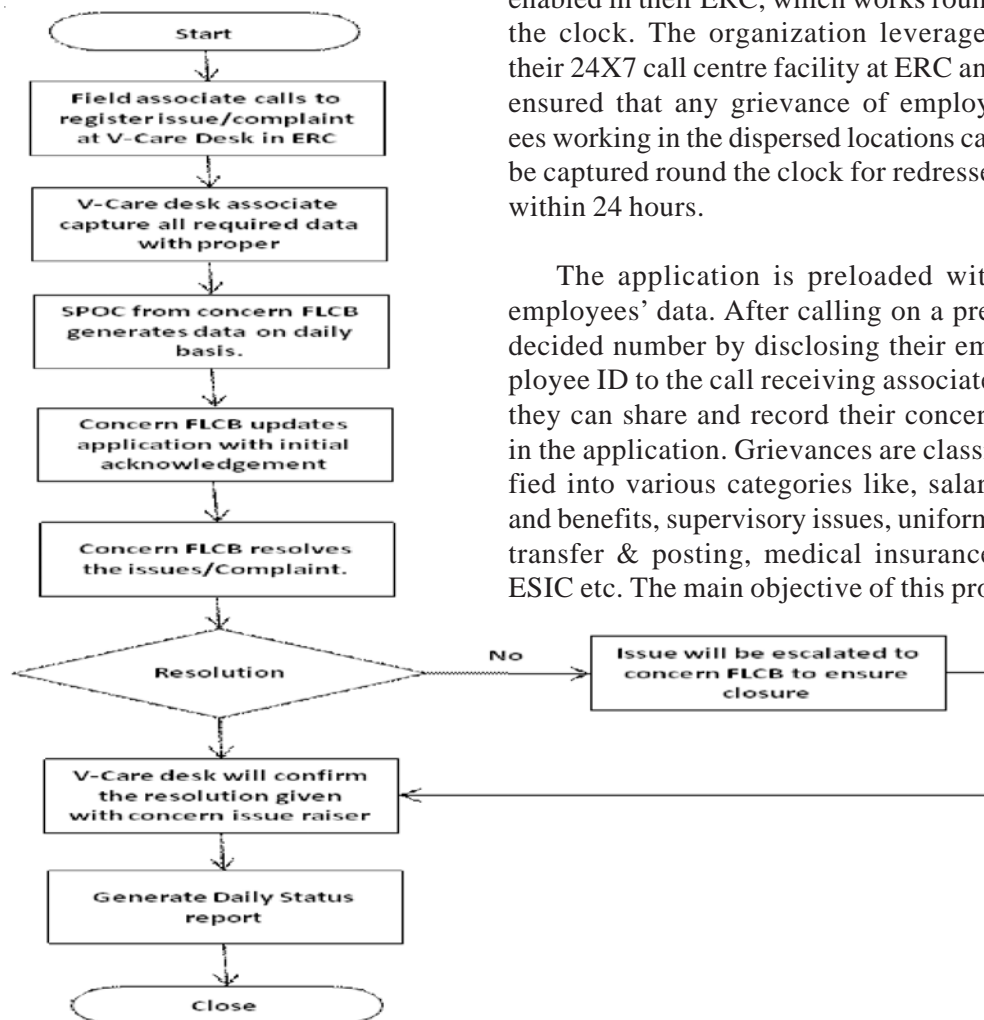 Start
Field associate calls to
register issue/complaint
at V-Care Desk in ERC
V-Care desk associate
capture all required data
with proper
SPOC from concern FLCB
generates data on daily
basis.
Concern FLCB updates
application with initial
acknowledgement
Concern FLCB resolves
the issues/Complaint.
Resolution
No
Issue will be escalated to
concern FLCB to ensure
closure
V-Care desk will confirm
the resolution given
with concern issue raiser
Generate Daily Status
report
Close
enabled in their ERC, which works roun
the clock. The organization leverage
their 24X7 call centre facility at ERC an
ensured that any grievance of employ
ees working in the dispersed locations ca
be captured round the clock for redresse
within 24 hours.
The application is preloaded wit
employees’ data. After calling on a pre
decided number by disclosing their em
ployee ID to the call receiving associate
they can share and record their concer
in the application. Grievances are classi
fied into various categories like, salar
and benefits, supervisory issues, uniform
transfer & posting, medical insurance
ESIC etc. The main objective of this pro